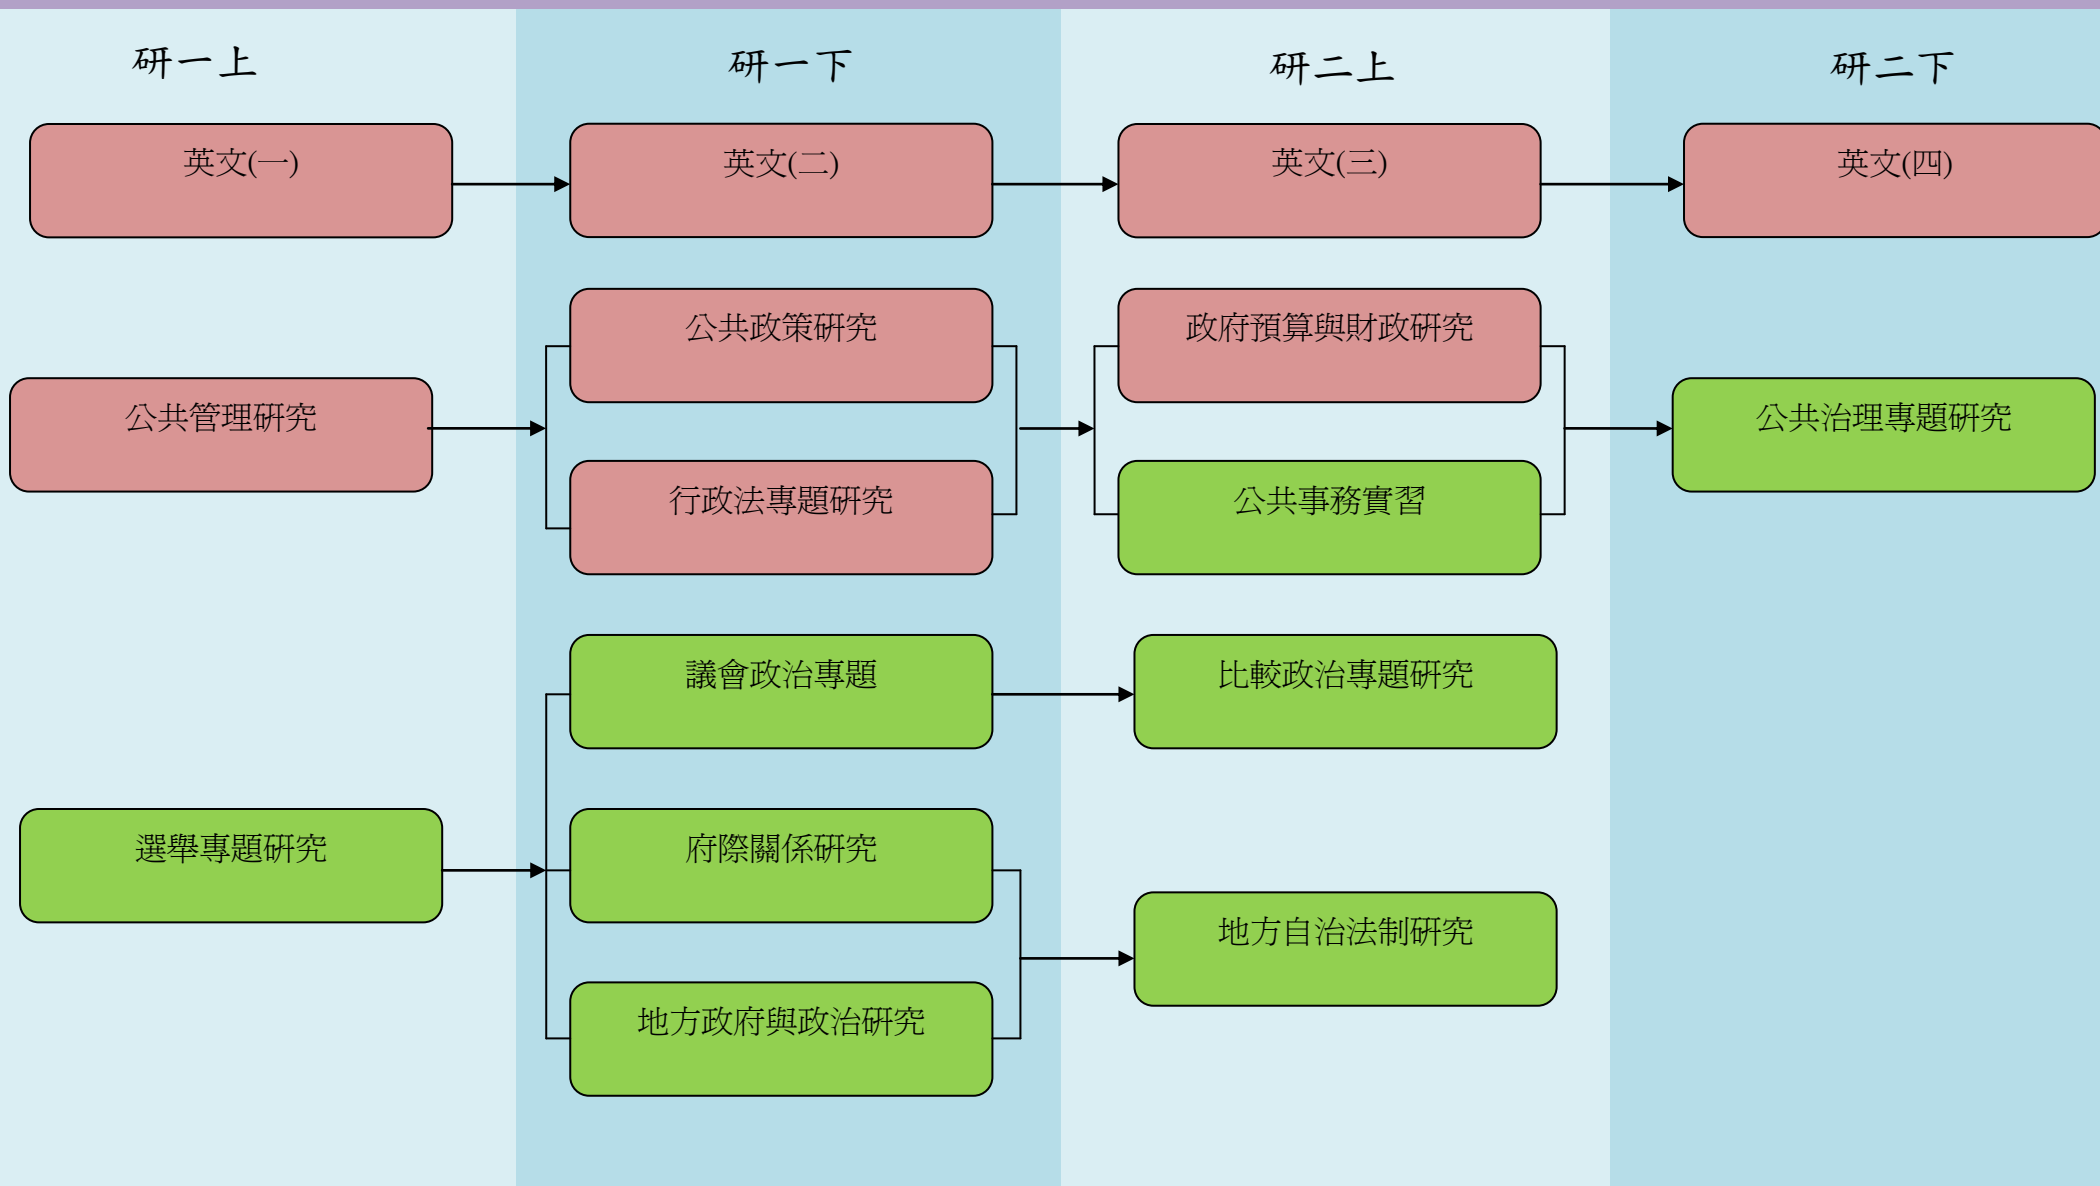 研一上
研一下
研二上
研二下
英文(一)
英文(二)
英文(三)
英文(四)
公共政策研究
政府預算與財政研究
公共管理研究
公共治理專題研究
行政法專題研究
公共事務實習
議會政治專題
比較政治專題研究
選舉專題研究
府際關係研究
地方自治法制研究
地方政府與政治研究